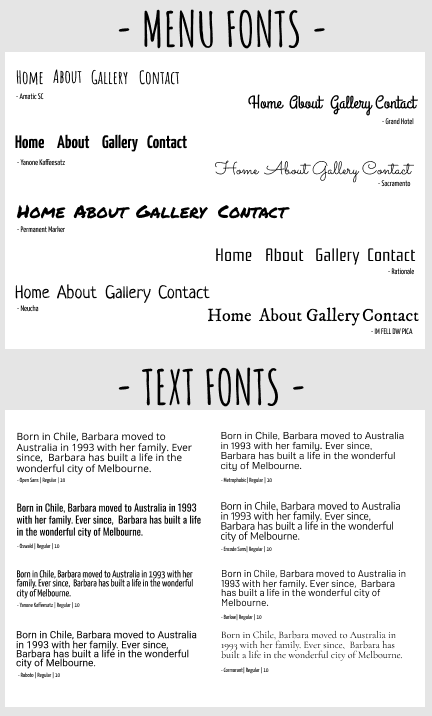 - MENU FONTS -
Home About Gallery Contact
- Amatic SC
Home About Gallery Contact
- Grand Hotel
Home About Gallery Contact
- Yanone Kaffeesatz
Home About Gallery Contact
- Sacramento
Home About Gallery Contact
- Permanent Marker
Home About Gallery Contact
- Rationale
Home About Gallery Contact
- Neucha
Home About Gallery Contact
- IM FELL DW PICA
- TEXT FONTS -
Born in Chile, Barbara moved to
Australia in 1993 with her family. Ever
since, Barbara has built a life in the
wonderful city of Melbourne.
- Open Sans | Regular | 10
Born in Chile, Barbara moved to Australia
in 1993 with her family. Ever since,
Barbara has built a life in the wonderful
city of Melbourne.
- Metrophobic| Regular | 10
Born in Chile, Barbara moved to Australia in 1993
with her family. Ever since, Barbara has built a life
in the wonderful city of Melbourne.
- Oswald | Regular | 10
Born in Chile, Barbara moved to Australia
in 1993 with her family. Ever since,
Barbara has built a life in the wonderful
city of Melbourne.
- Encode Sans| Regular | 10
Born in Chile, Barbara moved to Australia in 1993 with her
family. Ever since, Barbara has built a life in the wonderful
city of Melbourne.
- Yanone Kaffeesatz | Regular | 10
Born in Chile, Barbara moved to Australia in
1993 with her family. Ever since, Barbara
has built a life in the wonderful city of
Melbourne.
- Barlow| Regular | 10
Born in Chile, Barbara moved to Australia
in 1993 with her family. Ever since,
Barbara has built a life in the wonderful
city of Melbourne.
- Roboto | Regular | 10
Born in Chile, Barbara moved to Australia in
1993 with her family. Ever since, Barbara has
built a life in the wonderful city of Melbourne.
- Cormorant| Regular | 10